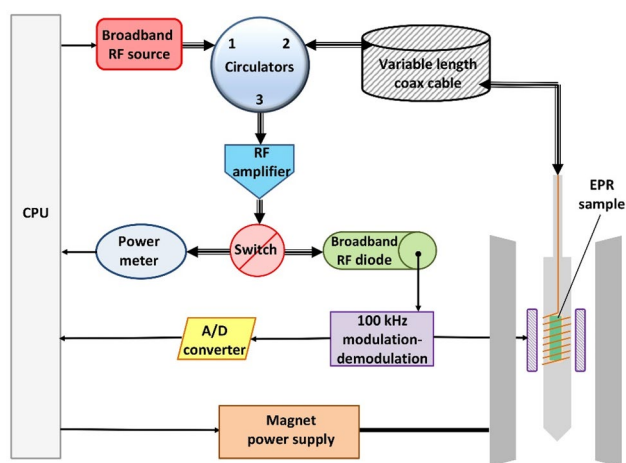 Broadband
RF source
1
2
Circulators
3
Variable length
coax cable
RF
amplifier
EPR
sample
CPU
Power
meter
Switch
Broadband
RF diode
A/D
converter
100 kHz
modulation-
demodulation
Magnet
power supply